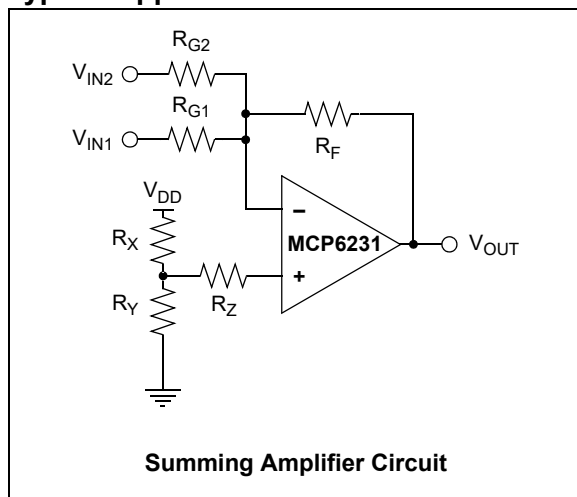 R_G2
V_IN2
R_G1
V_IN1
R_F
V_DD
−
R_X
MCP6231
V_OUT
+
R_Y
R_Z
Summing Amplifier Circuit